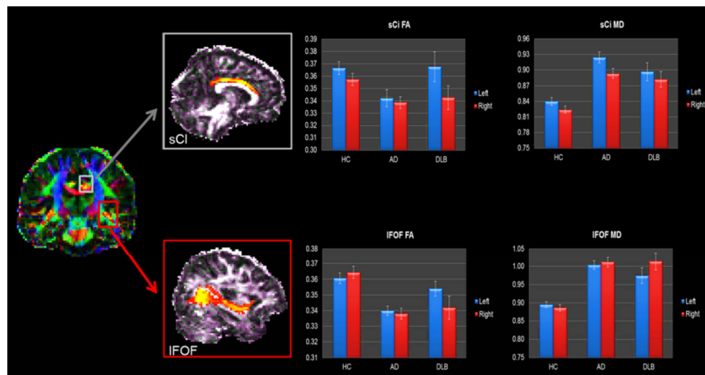 sCi FA
0.39
0.38
0.37
0.36
0.35
0.34
0.33
0.32
0.31
0.30
HC
AD
DLB
Left
Right
sCi MD
0.96
0.93
0.90
0.87
0.84
0.81
0.78
0.75
HC
AD
DLB
Left
Right
sCI
IFOF FA
0.38
0.37
0.36
0.35
0.34
0.33
0.32
0.31
HC
AD
DLB
Left
Right
IFOF MD
1.05
1.00
0.95
0.90
0.85
0.80
0.75
HC
AD
DLB
Left
Right
IFOF